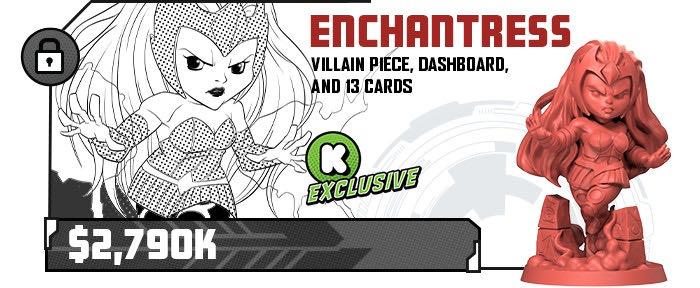 ENCHANTRESS
VILLAIN PIECE, DASHBOARD,
AND 13 CARDS
K
EXCLUSIVE
$2,790K